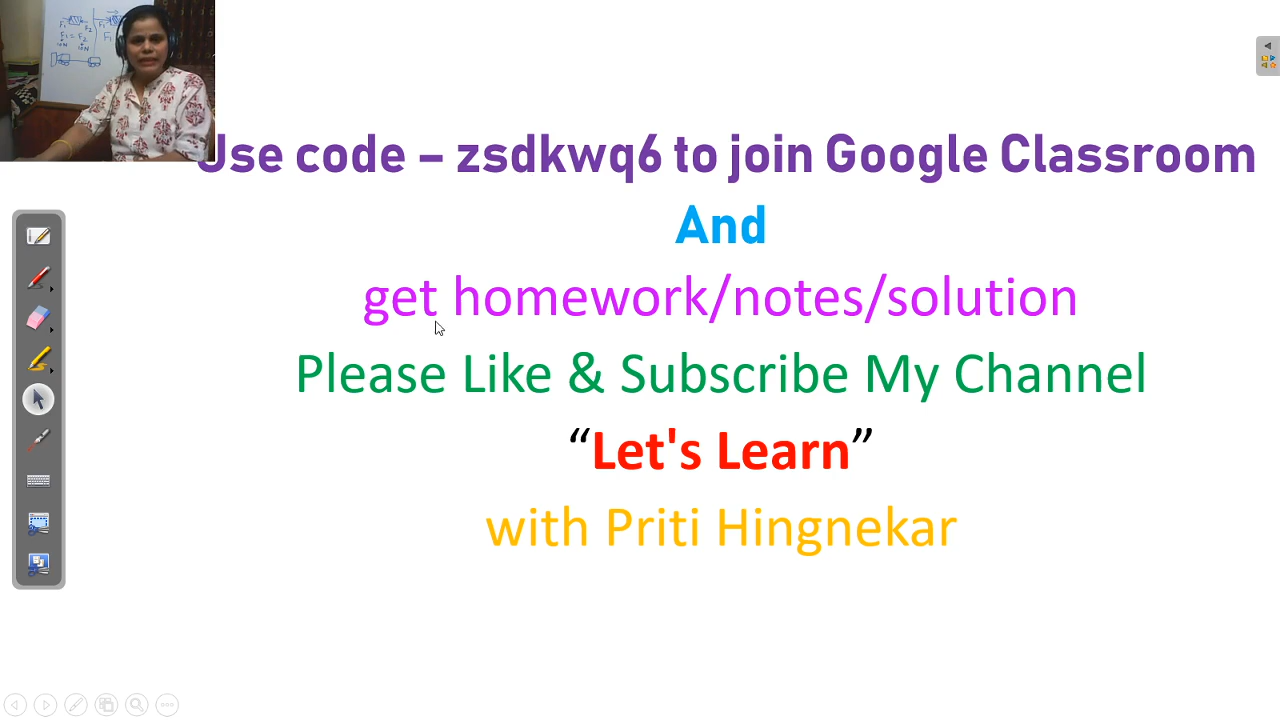 Use code – zsdkwq6 to join Google Classroom
And
get homework/notes/solution
Please Like & Subscribe My Channel
“Let's Learn”
with Priti Hingnekar